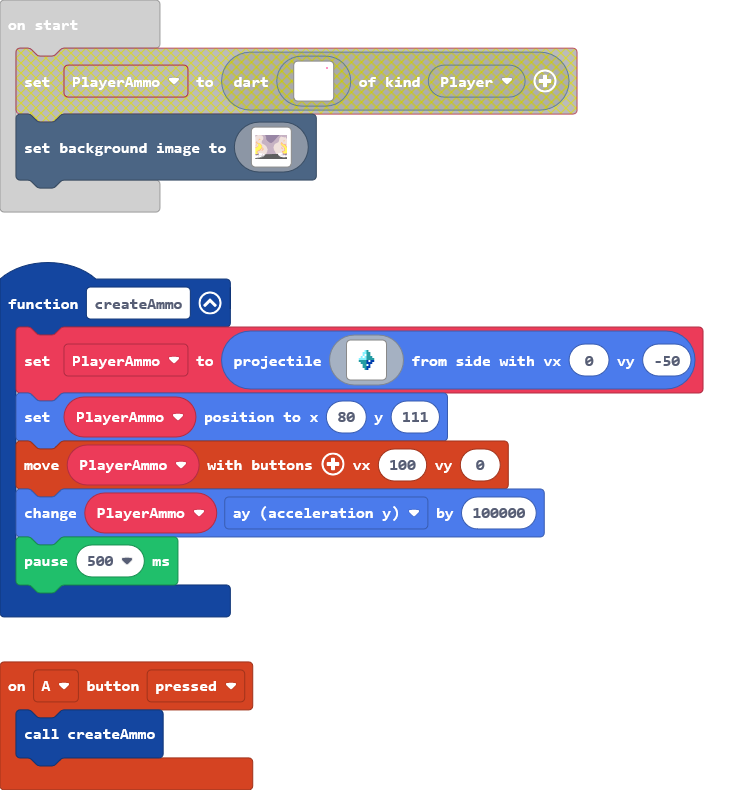 on start
set PlayerAmmo to dart of kind Player
set background image to
function createAmmo
set PlayerAmmo to projectile from side with vx 0 vy -50
set PlayerAmmo position to x 80 y 111
move PlayerAmmo with buttons vx 100 vy 0
change PlayerAmmo ay (acceleration y) by 100000
pause 500 ms
on A button pressed
call createAmmo